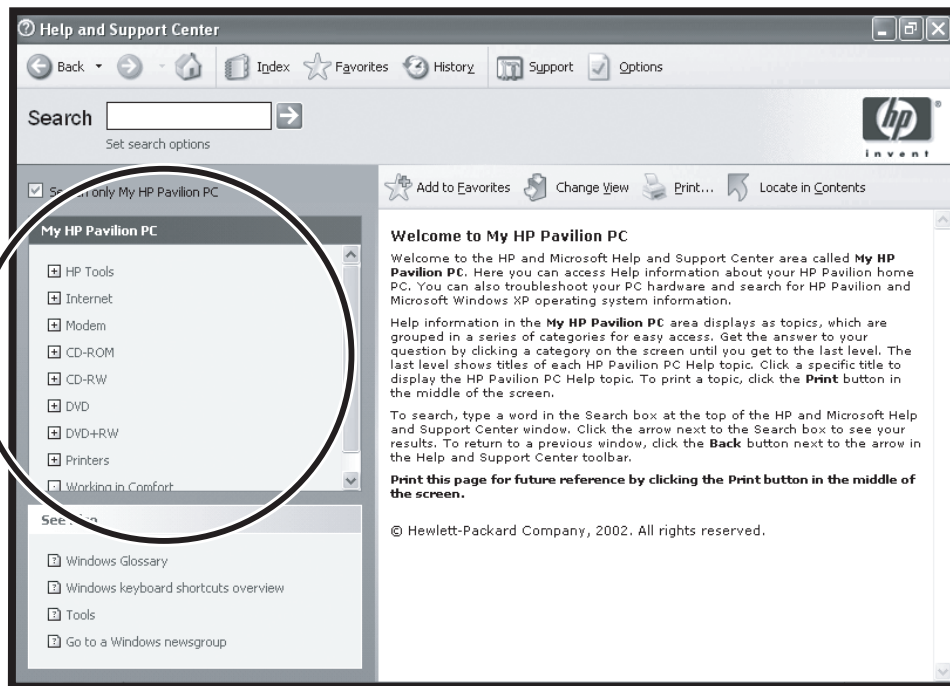 Help and Support Center
Back Index Favorites History Support Options
Search
Set search options
hp
invent
Search only My HP Pavilion PC
My HP Pavilion PC
HP Tools
Internet
Modem
CD-ROM
CD-RW
DVD
DVD+RW
Printers
Working in Comfort
See Also
Windows Glossary
Windows keyboard shortcuts overview
Tools
Go to a Windows newsgroup
Add to Favorites Change View Print... Locate in Contents
Welcome to My HP Pavilion PC
Welcome to the HP and Microsoft Help and Support Center area called My HP
Pavilion PC. Here you can access Help information about your HP Pavilion home
PC. You can also troubleshoot your PC hardware and search for HP Pavilion and
Microsoft Windows XP operating system information.
Help information in the My HP Pavilion PC area displays as topics, which are
grouped in a series of categories for easy access. Get the answer to your
question by clicking a category on the screen until you get to the last level. The
last level shows titles of each HP Pavilion PC Help topic. Click a specific title to
display the HP Pavilion PC Help topic. To print a topic, click the Print button in
the middle of the screen.
To search, type a word in the Search box at the top of the HP and Microsoft Help
and Support Center window. Click the arrow next to the Search box to see your
results. To return to a previous window, click the Back button next to the arrow in
the Help and Support Center toolbar.
Print this page for future reference by clicking the Print button in the middle of
the screen.
© Hewlett-Packard Company, 2002. All rights reserved.